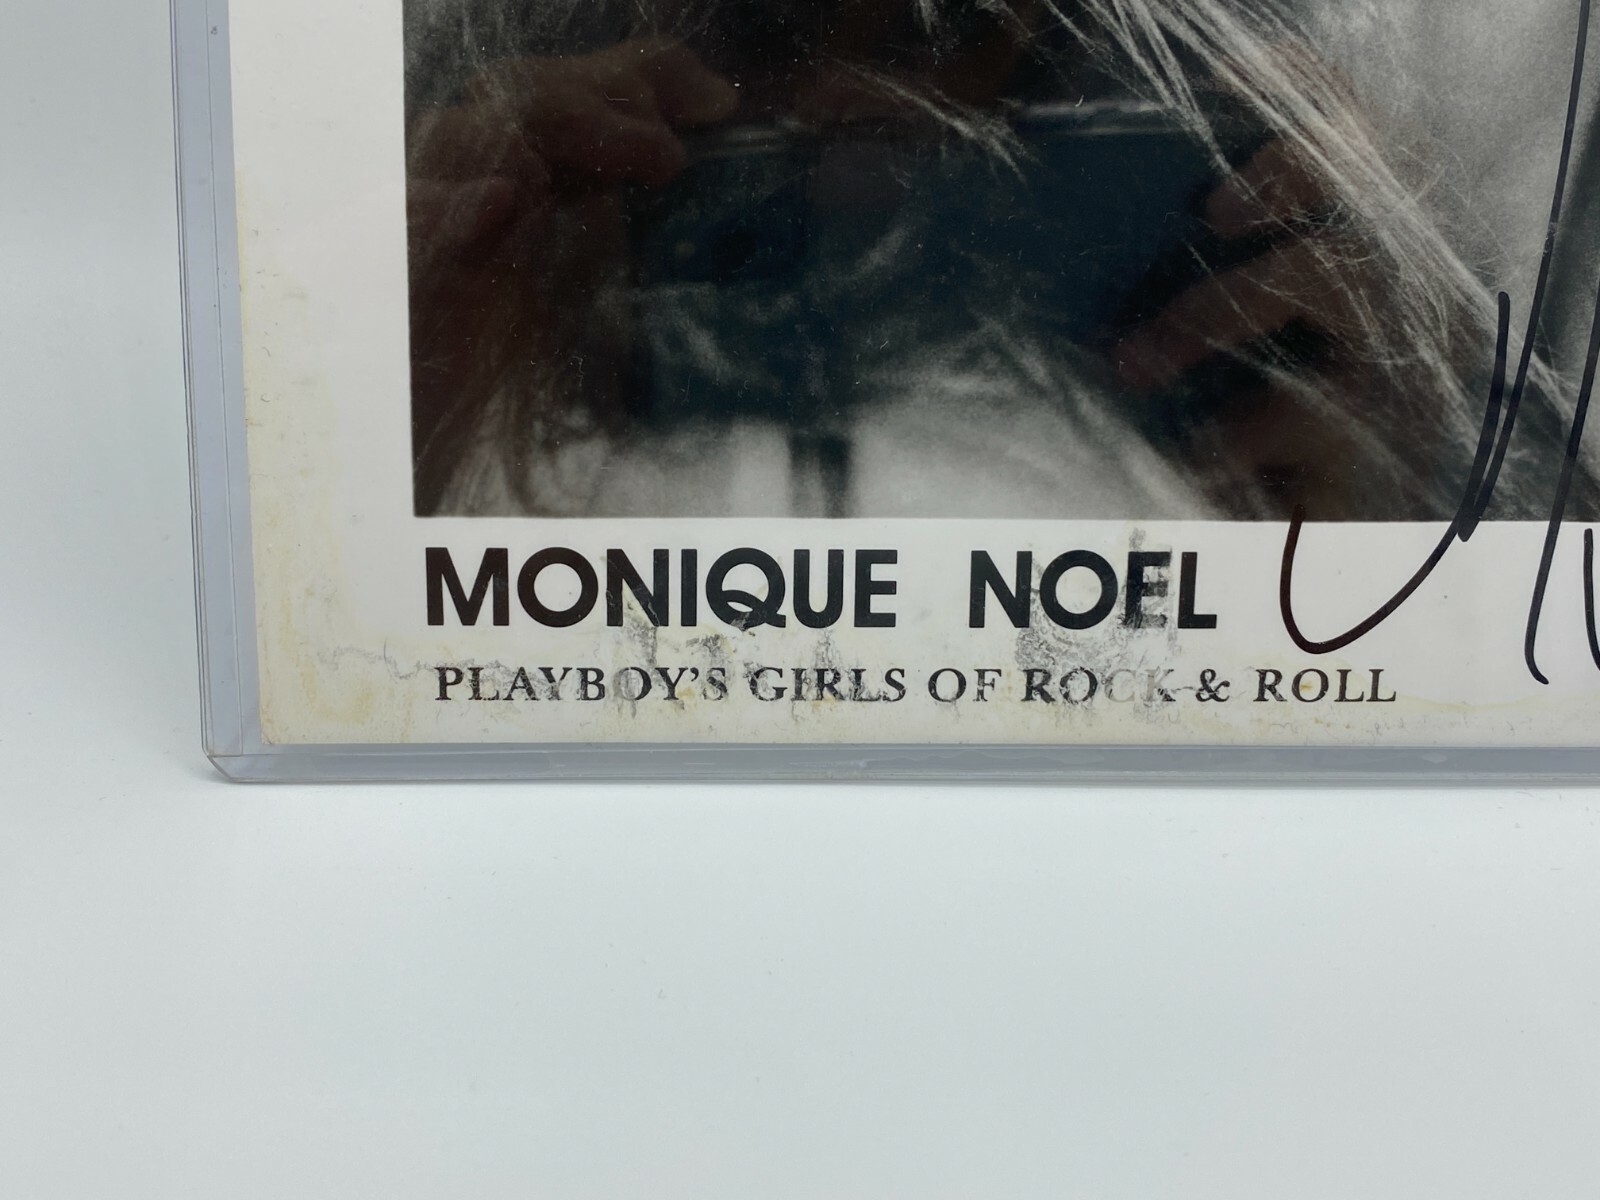 MONIQUE NOEL
PLAYBOY'S GIRLS OF ROCK & ROLL